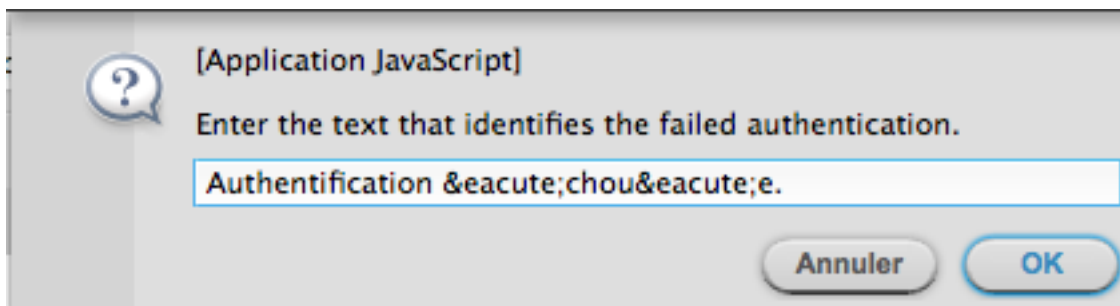 [Application JavaScript]
Enter the text that identifies the failed authentication.
Authentification &eacute;chou&eacute;e.
Annuler OK